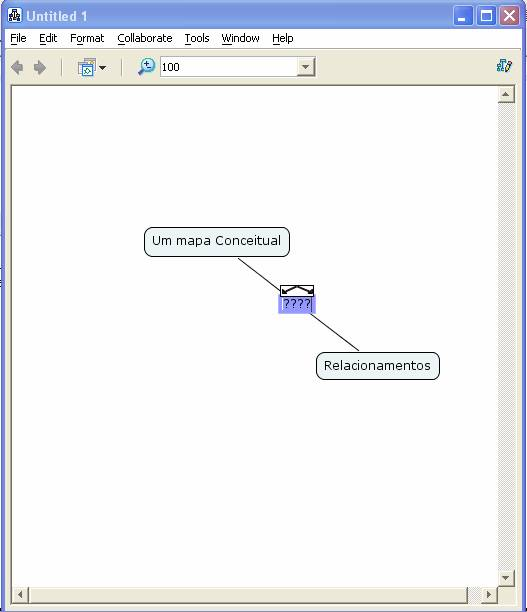 Untitled 1
File Edit Format Collaborate Tools Window Help
100
Um mapa Conceitual
????
Relacionamentos